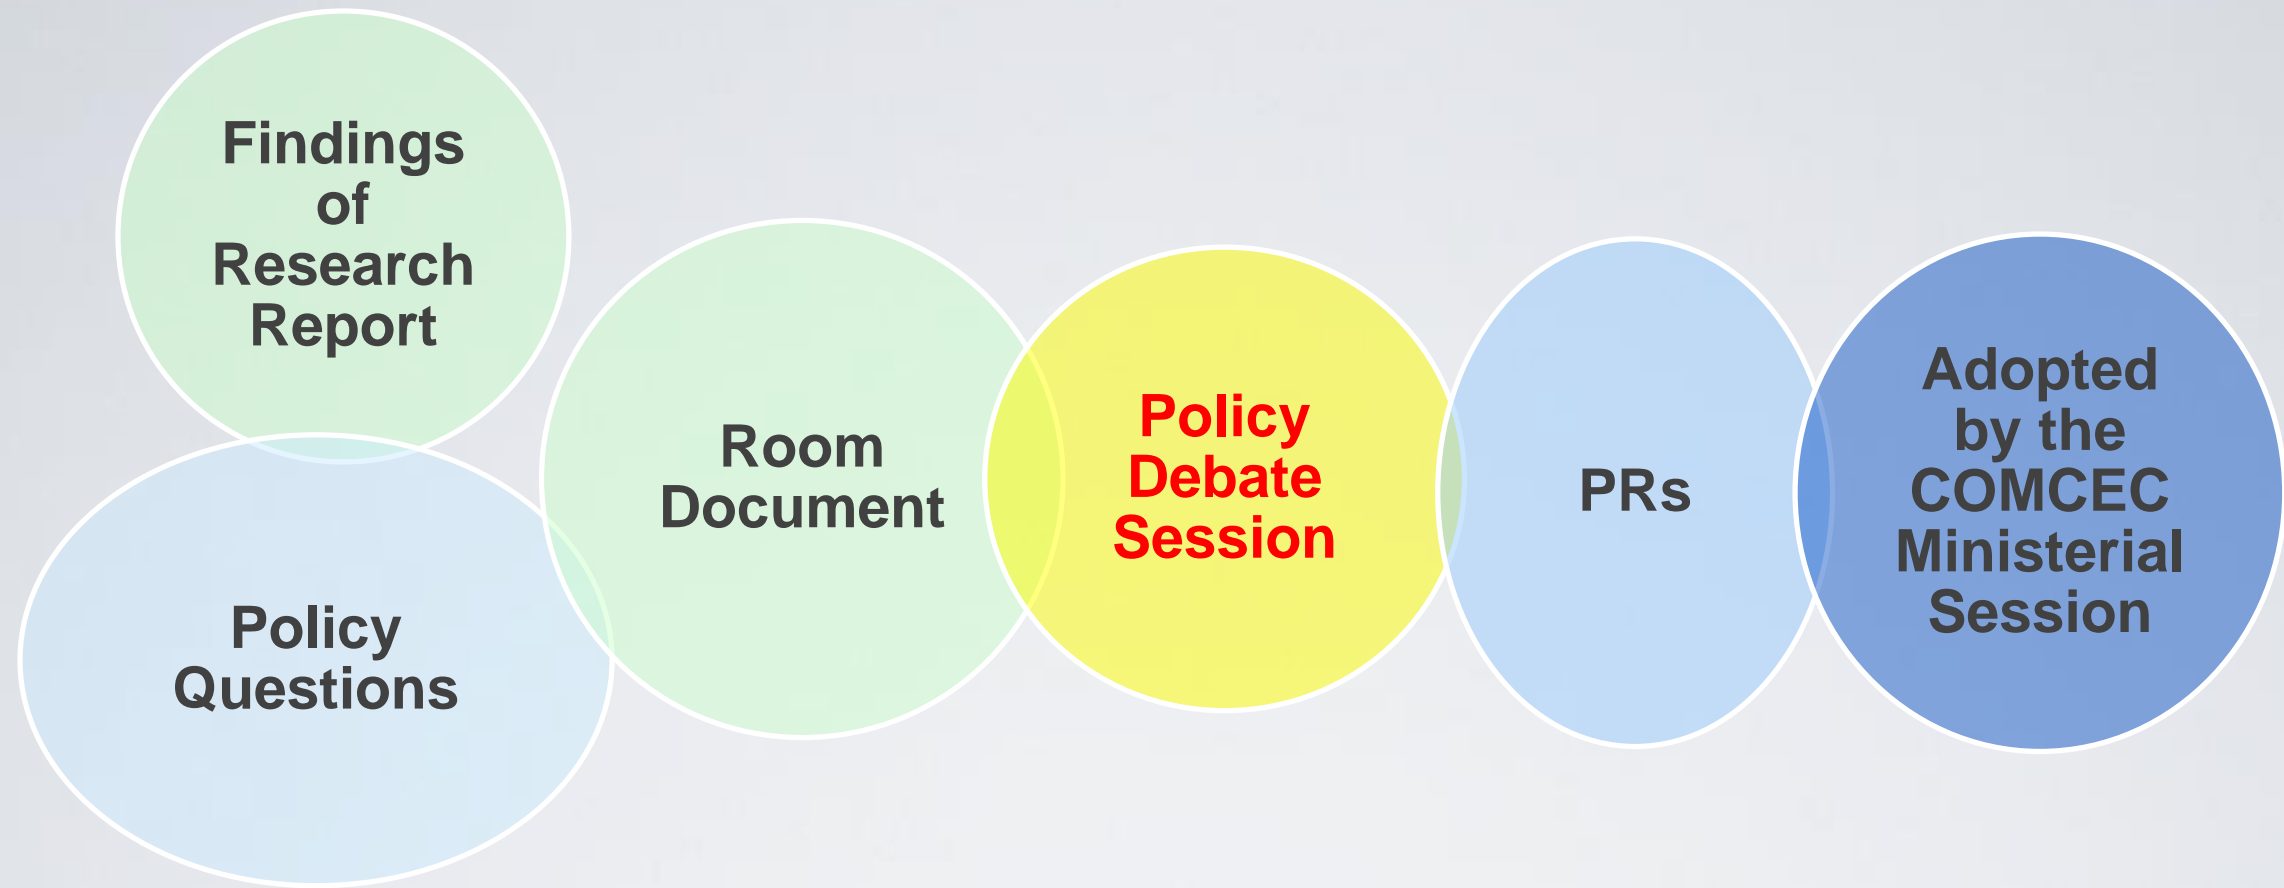 Findings
of
Research
Report
Policy
Questions
Room
Document
Policy
Debate
Session
PRs
Adopted
by the
COMCEC
Ministerial
Session